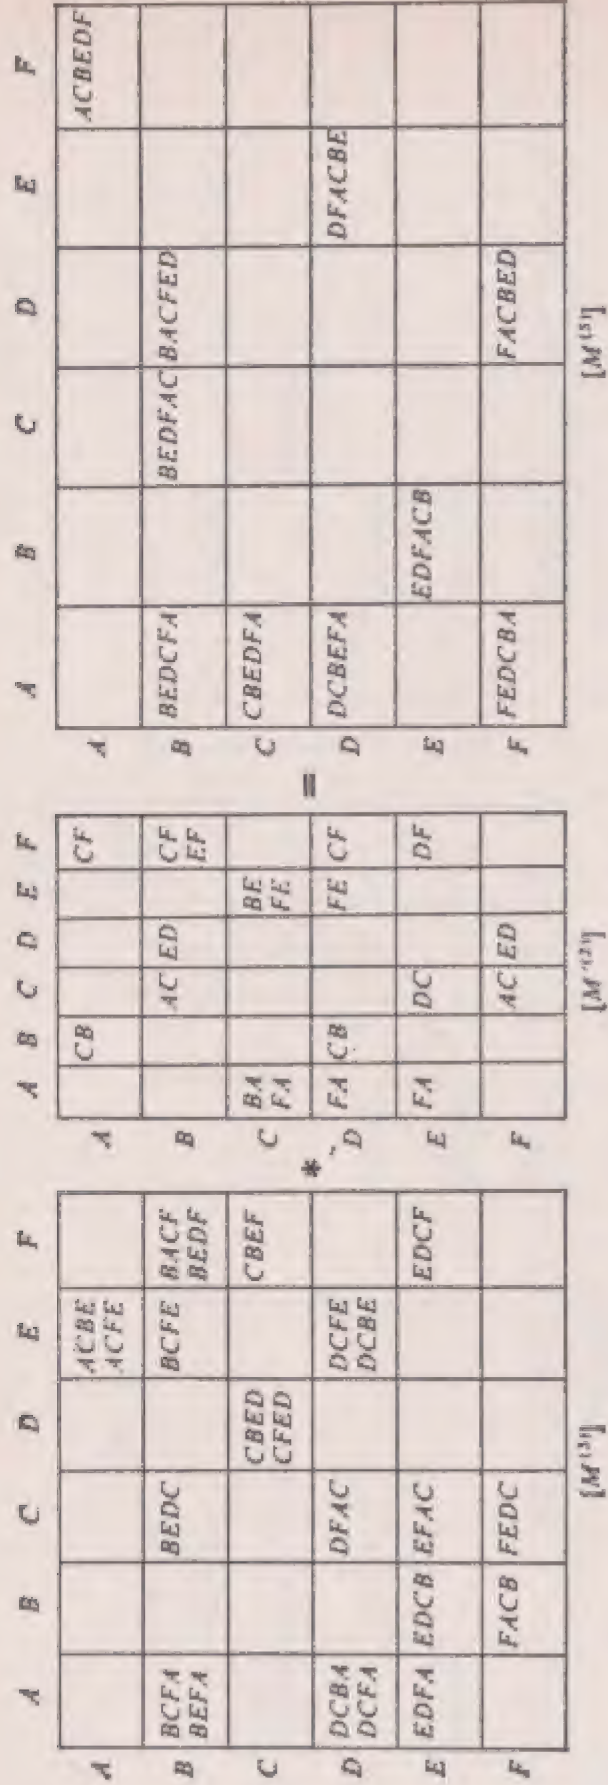 A B C D E F
A ACBE
ACFE
B BCFA BEDC BCFE BACF
BEFA BEDF
C CBED CBEF
CFED
D DCBA DFAC DCFE
DCFA DCBE
E EDFA EDCB EFAC EDCF
F FACB FEDC
[M⁽³⁾]
*
A B C D E F
A CB CF
B AC ED CF
EF
C BA BE
FA FE
D FA CB FE CF
E FA DC DF
F AC ED
[M'⁽²⁾]
=
A B C D E F
A ACBEDF
B BEDCFA BEDFAC BACFED
C CBEDFA
D DCBEFA DFACBE
E EDFACB
F FEDCBA FACBED
[M⁽⁵⁾]